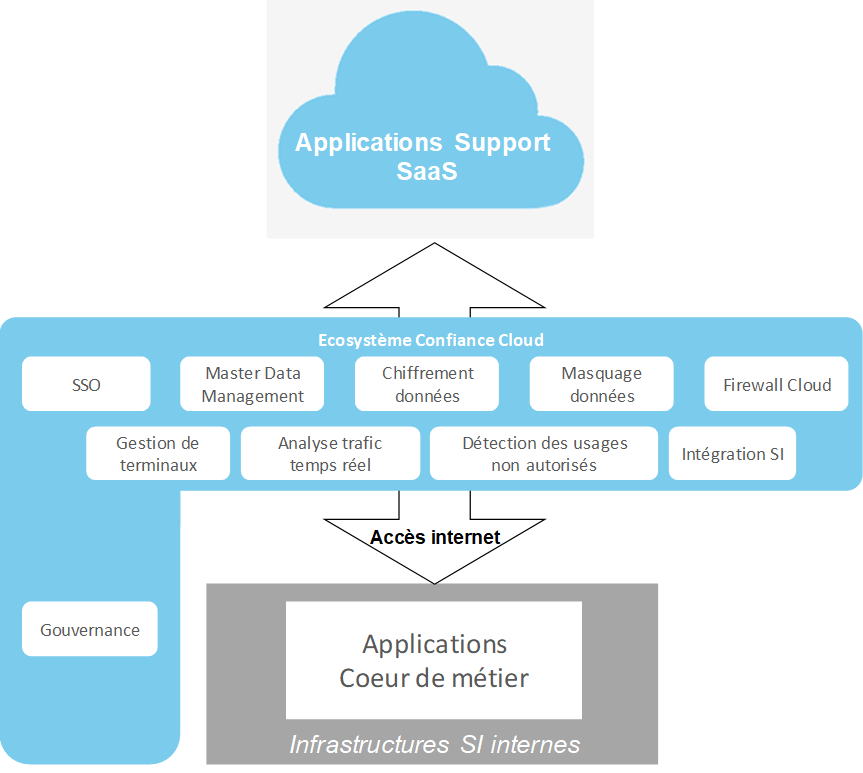 Applications Support
SaaS
Ecosystème Confiance Cloud
SSO
Master Data
Management
Chiffrement
données
Masquage
données
Firewall Cloud
Gestion de
terminaux
Analyse trafic
temps réel
Détection des usages
non autorisés
Intégration SI
Accès internet
Gouvernance
Applications
Coeur de métier
Infrastructures SI internes